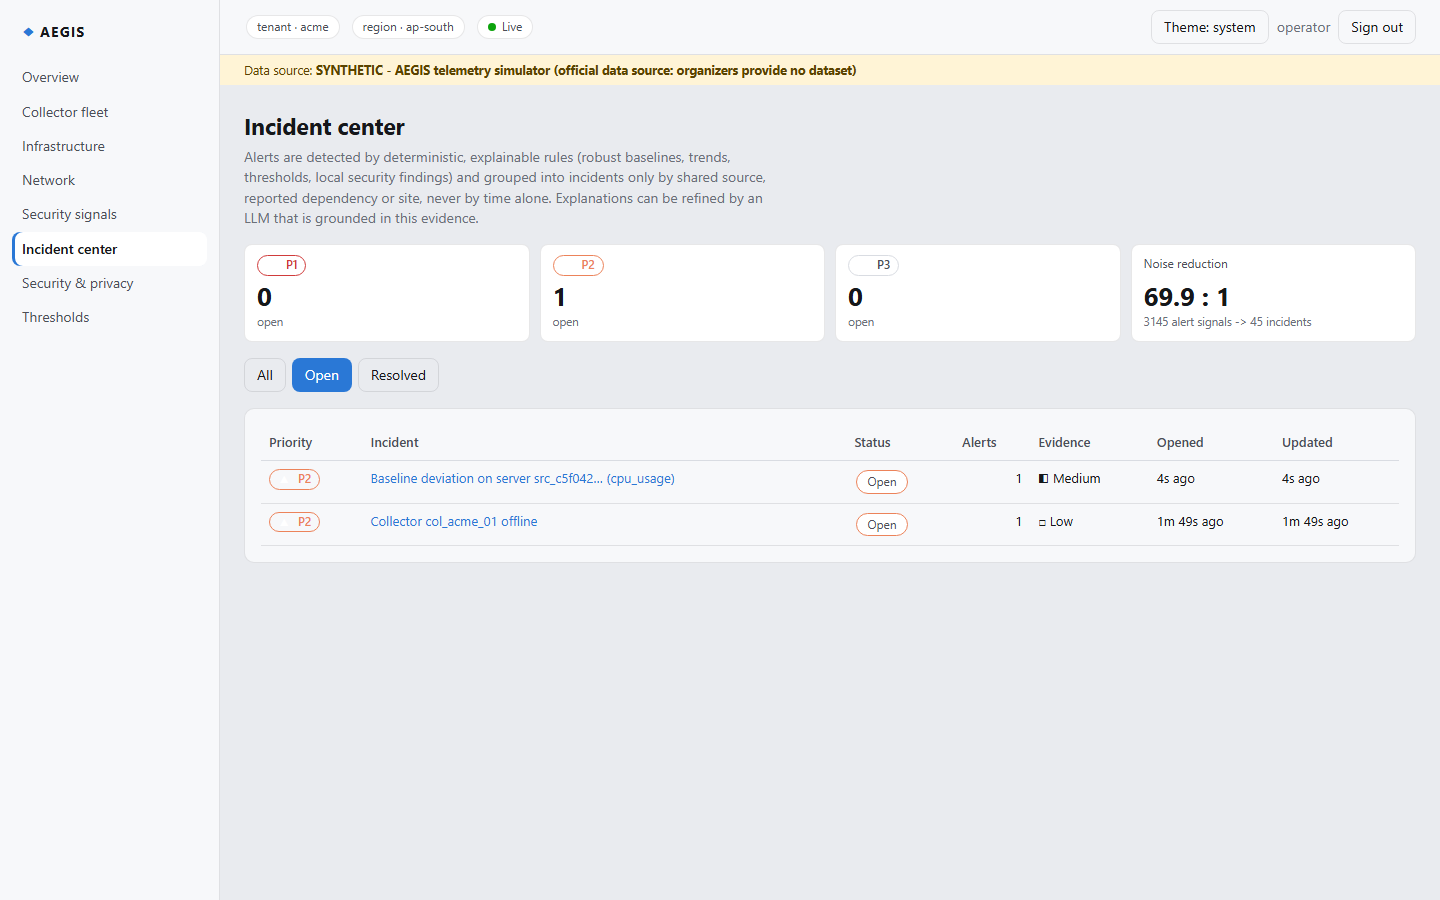 AEGIS
Overview
Collector fleet
Infrastructure
Network
Security signals
Incident center
Security & privacy
Thresholds
tenant · acme
region · ap-south
Live
Theme: system
operator
Sign out
Data source: SYNTHETIC - AEGIS telemetry simulator (official data source: organizers provide no dataset)
Incident center
Alerts are detected by deterministic, explainable rules (robust baselines, trends,
thresholds, local security findings) and grouped into incidents only by shared source,
reported dependency or site, never by time alone. Explanations can be refined by an
LLM that is grounded in this evidence.
P1
0
open
P2
1
open
P3
0
open
Noise reduction
69.9 : 1
3145 alert signals -> 45 incidents
All
Open
Resolved
Priority Incident Status Alerts Evidence Opened Updated
P2 Baseline deviation on server src_c5f042... (cpu_usage) Open 1 Medium 4s ago 4s ago
P2 Collector col_acme_01 offline Open 1 Low 1m 49s ago 1m 49s ago